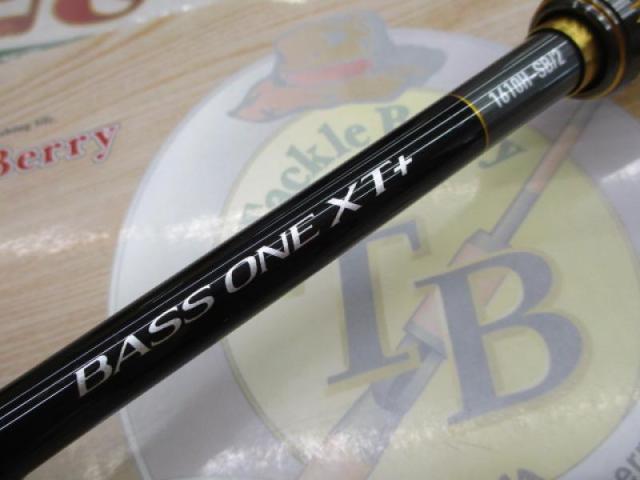 BASS ONE XT+
1610H-SB/2
Tackle Berry
TB
Berry